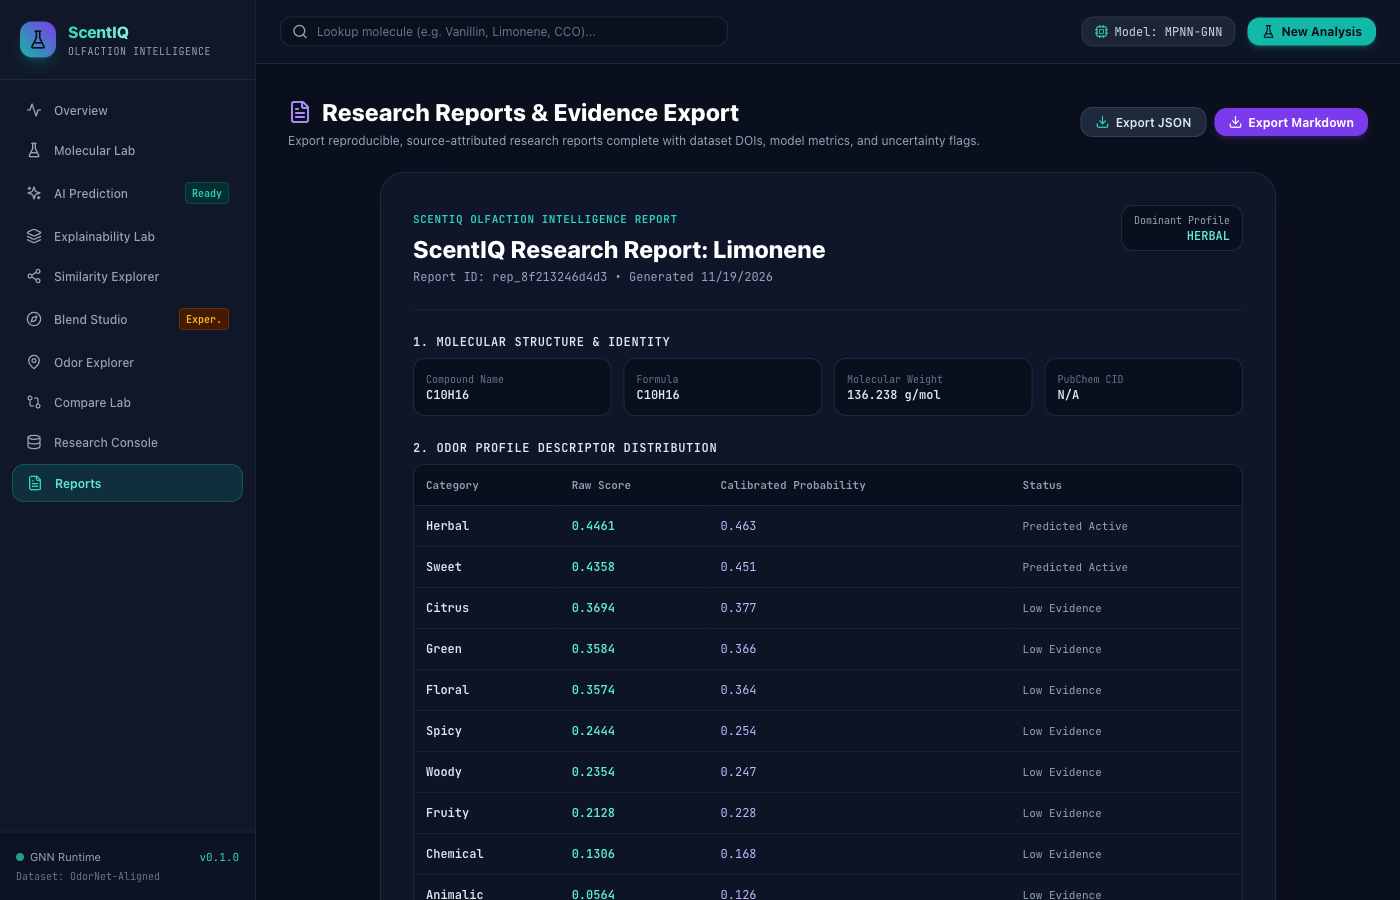 ScentIQ
OLFACTION INTELLIGENCE
Overview
Molecular Lab
AI Prediction
Ready
Explainability Lab
Similarity Explorer
Blend Studio
Exper.
Odor Explorer
Compare Lab
Research Console
Reports
GNN Runtime
v0.1.0
Dataset: OdorNet-Aligned
Lookup molecule (e.g. Vanillin, Limonene, CCO)...
Model: MPNN-GNN
New Analysis
Research Reports & Evidence Export
Export reproducible, source-attributed research reports complete with dataset DOIs, model metrics, and uncertainty flags.
Export JSON
Export Markdown
SCENTIQ OLFACTION INTELLIGENCE REPORT
ScentIQ Research Report: Limonene
Report ID: rep_8f213246d4d3 • Generated 11/19/2026
Dominant Profile
HERBAL
1. MOLECULAR STRUCTURE & IDENTITY
Compound Name
C10H16
Formula
C10H16
Molecular Weight
136.238 g/mol
PubChem CID
N/A
2. ODOR PROFILE DESCRIPTOR DISTRIBUTION
Category Raw Score Calibrated Probability Status
Herbal 0.4461 0.463 Predicted Active
Sweet 0.4358 0.451 Predicted Active
Citrus 0.3694 0.377 Low Evidence
Green 0.3584 0.366 Low Evidence
Floral 0.3574 0.364 Low Evidence
Spicy 0.2444 0.254 Low Evidence
Woody 0.2354 0.247 Low Evidence
Fruity 0.2128 0.228 Low Evidence
Chemical 0.1306 0.168 Low Evidence
Animalic 0.0564 0.126 Low Evidence